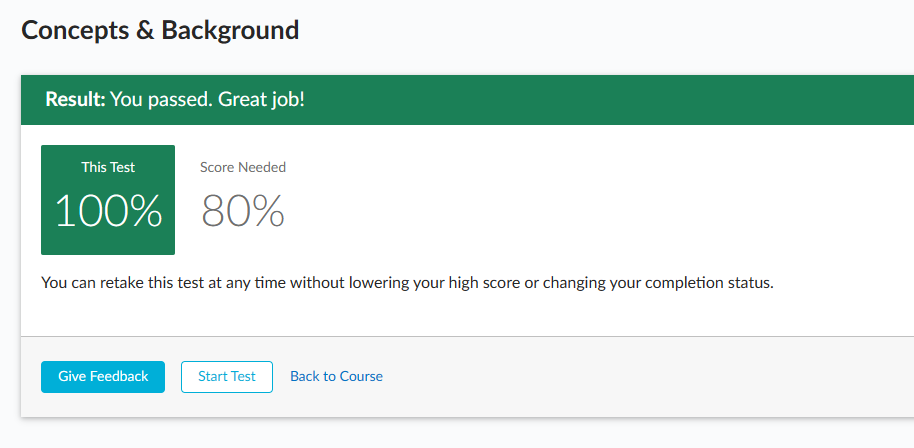 Concepts & Background
Result: You passed. Great job!
This Test
Score Needed
100%
80%
You can retake this test at any time without lowering your high score or changing your completion status.
Give Feedback
Start Test
Back to Course